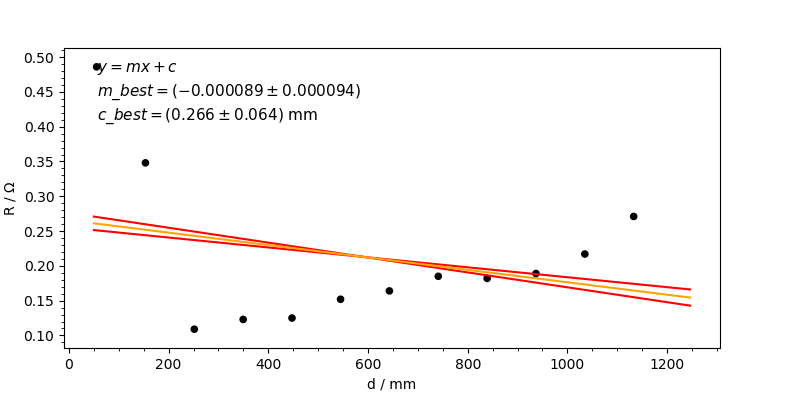 0.50
0.45
0.40
0.35
0.30
0.25
0.20
0.15
0.10
R / Ω
y = mx + c
m_best = (−0.000089 ± 0.000094)
c_best = (0.266 ± 0.064) mm
0 200 400 600 800 1000 1200
d / mm